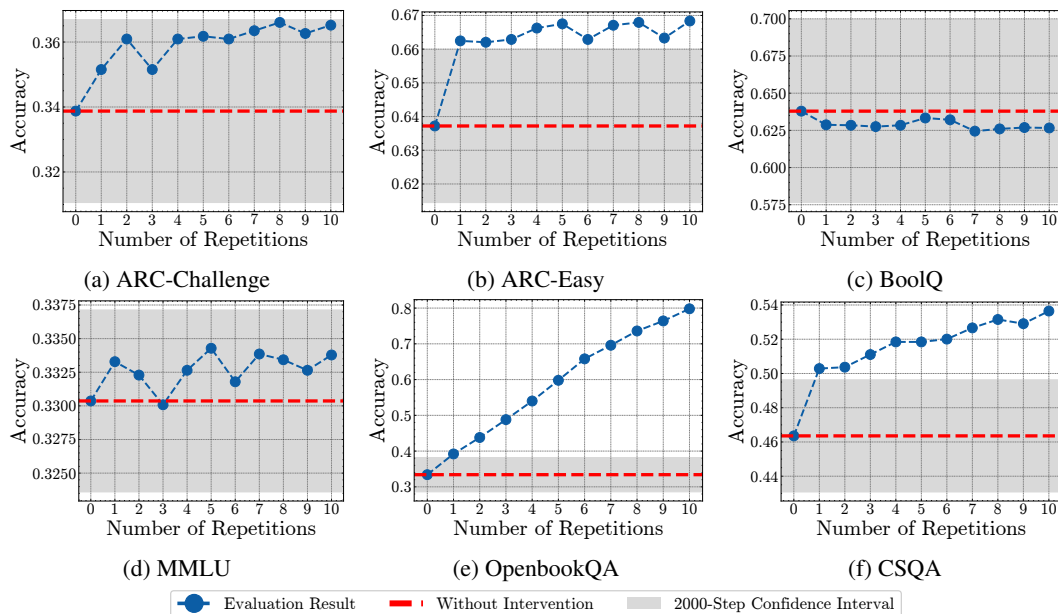 0.36
0.34
0.32
Accuracy
0 1 2 3 4 5 6 7 8 9 10
Number of Repetitions
(a) ARC-Challenge
0.67
0.66
0.65
0.64
0.63
0.62
Accuracy
0 1 2 3 4 5 6 7 8 9 10
Number of Repetitions
(b) ARC-Easy
0.700
0.675
0.650
0.625
0.600
0.575
Accuracy
0 1 2 3 4 5 6 7 8 9 10
Number of Repetitions
(c) BoolQ
0.3375
0.3350
0.3325
0.3300
0.3275
0.3250
Accuracy
0 1 2 3 4 5 6 7 8 9 10
Number of Repetitions
(d) MMLU
0.8
0.7
0.6
0.5
0.4
0.3
Accuracy
0 1 2 3 4 5 6 7 8 9 10
Number of Repetitions
(e) OpenbookQA
0.54
0.52
0.50
0.48
0.46
0.44
Accuracy
0 1 2 3 4 5 6 7 8 9 10
Number of Repetitions
(f) CSQA
Evaluation Result
Without Intervention
2000-Step Confidence Interval